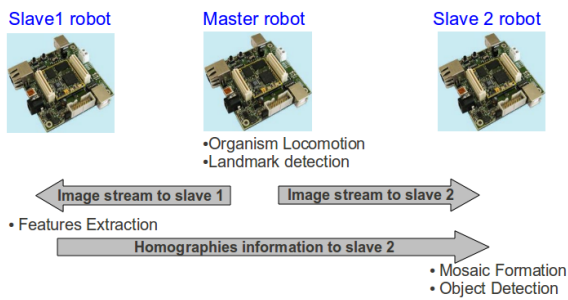 Slave1 robot
Master robot
Slave 2 robot
•Organism Locomotion
•Landmark detection
Image stream to slave 1
Image stream to slave 2
• Features Extraction
Homographies information to slave 2
• Mosaic Formation
• Object Detection